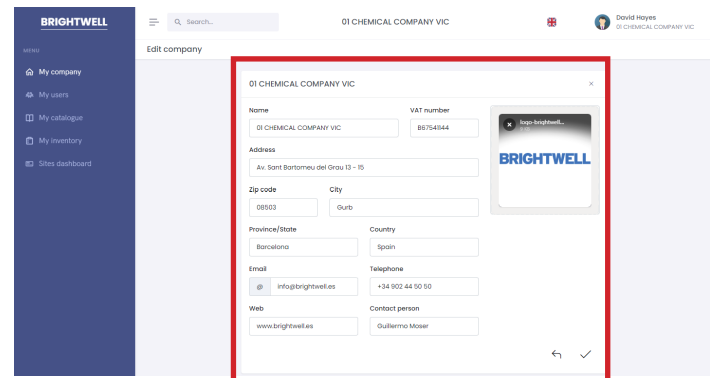 BRIGHTWELL
Search...
01 CHEMICAL COMPANY VIC
David Hayes
01 CHEMICAL COMPANY VIC
MENU
Edit company
My company
My users
My catalogue
My inventory
Sites dashboard
01 CHEMICAL COMPANY VIC
×
Name
VAT number
01 CHEMICAL COMPANY VIC
B67541144
logo-brightwell...
Address
Av. Sant Bartomeu del Grau 13 - 15
BRIGHTWELL
Zip code
City
08503
Gurb
Province/State
Country
Barcelona
Spain
Email
Telephone
@ info@brightwell.es
+34 902 44 50 50
Web
Contact person
www.brightwell.es
Guillermo Moser